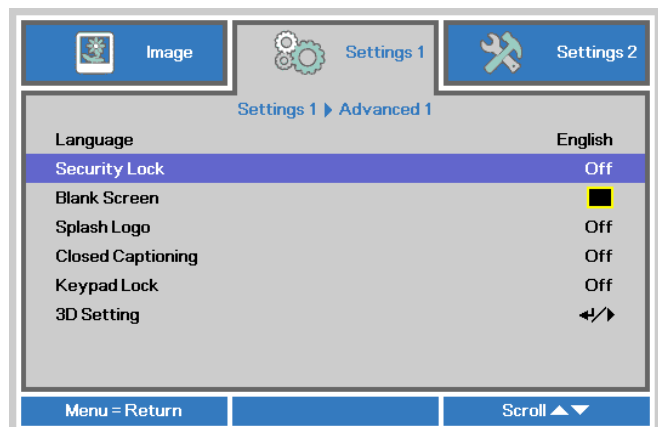 Image Settings 1 Settings 2
Settings 1 ▶ Advanced 1
Language English
Security Lock Off
Blank Screen
Splash Logo Off
Closed Captioning Off
Keypad Lock Off
3D Setting ↵/▶
Menu = Return Scroll ▲▼